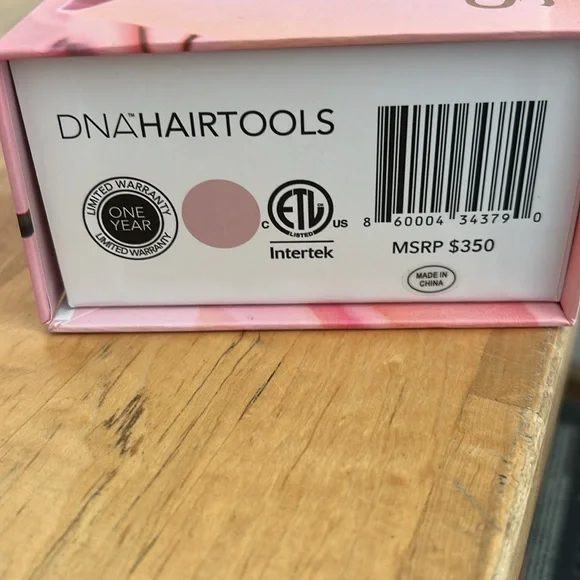 DNA™HAIRTOOLS
LIMITED WARRANTY
ONE
YEAR
LIMITED WARRANTY
C ETL US
LISTED
Intertek
8 60004 34379 0
MSRP $350
MADE IN
CHINA